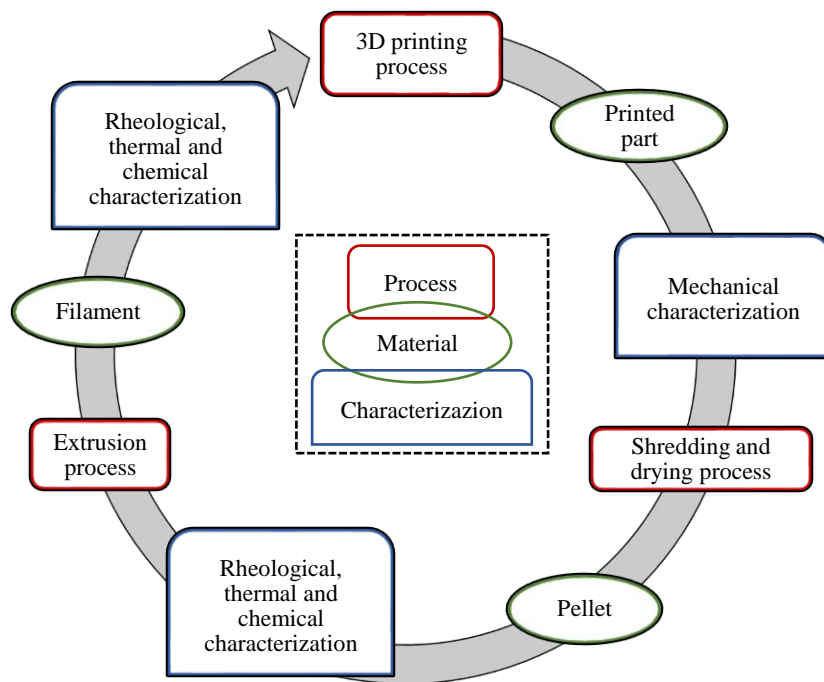 3D printing
process
Printed
part
Mechanical
characterization
Shredding and
drying process
Pellet
Rheological,
thermal and
chemical
characterization
Extrusion
process
Filament
Rheological,
thermal and
chemical
characterization
Process
Material
Characterizazion